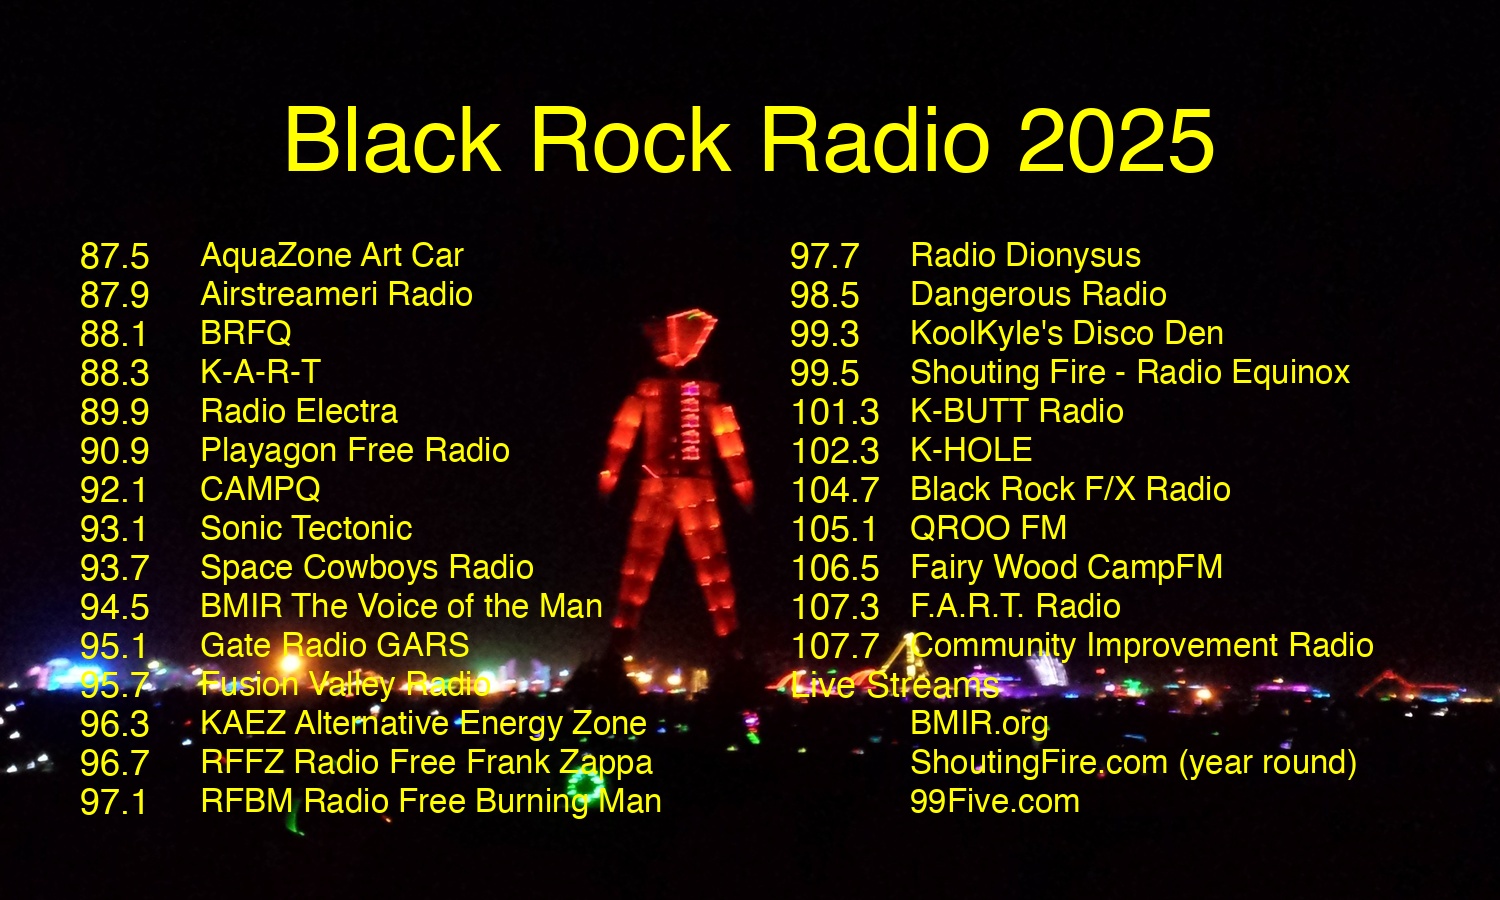 Black Rock Radio 2025
87.5 AquaZone Art Car
87.9 Airstreameri Radio
88.1 BRFQ
88.3 K-A-R-T
89.9 Radio Electra
90.9 Playagon Free Radio
92.1 CAMPQ
93.1 Sonic Tectonic
93.7 Space Cowboys Radio
94.5 BMIR The Voice of the Man
95.1 Gate Radio GARS
95.7 Fusion Valley Radio
96.3 KAEZ Alternative Energy Zone
96.7 RFFZ Radio Free Frank Zappa
97.1 RFBM Radio Free Burning Man
97.7 Radio Dionysus
98.5 Dangerous Radio
99.3 KoolKyle's Disco Den
99.5 Shouting Fire - Radio Equinox
101.3 K-BUTT Radio
102.3 K-HOLE
104.7 Black Rock F/X Radio
105.1 QROO FM
106.5 Fairy Wood CampFM
107.3 F.A.R.T. Radio
107.7 Community Improvement Radio
Live Streams
BMIR.org
ShoutingFire.com (year round)
99Five.com